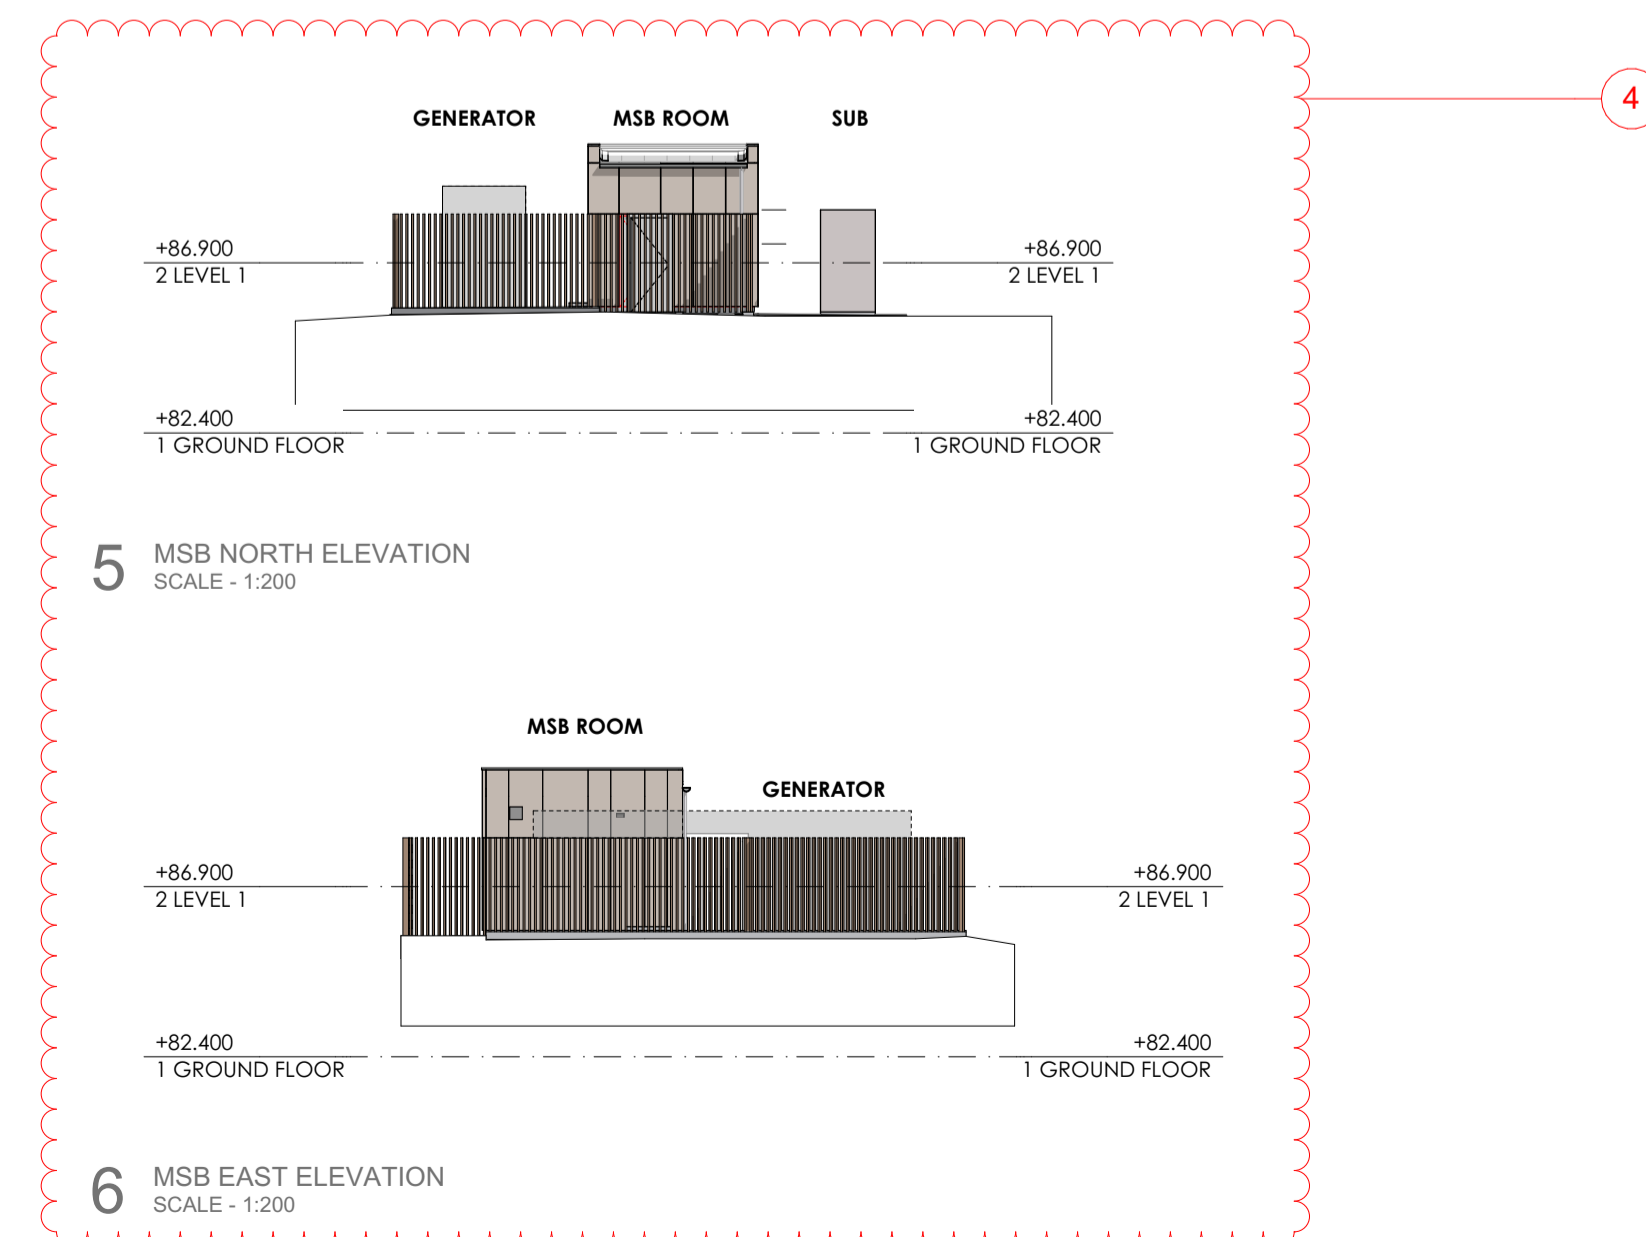 4
GENERATOR MSB ROOM SUB
+86.900 +86.900
2 LEVEL 1 2 LEVEL 1
+82.400 +82.400
1 GROUND FLOOR 1 GROUND FLOOR
5 MSB NORTH ELEVATION
SCALE - 1:200
MSB ROOM
GENERATOR
+86.900 +86.900
2 LEVEL 1 2 LEVEL 1
+82.400 +82.400
1 GROUND FLOOR 1 GROUND FLOOR
6 MSB EAST ELEVATION
SCALE - 1:200